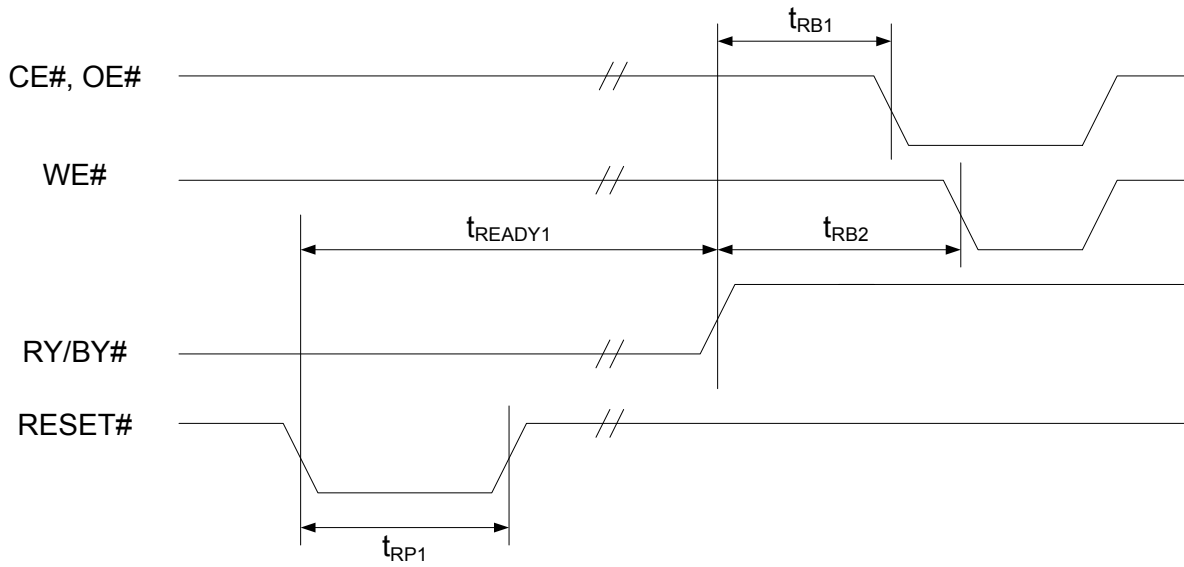 tRB1
CE#, OE#
WE#
tREADY1
tRB2
RY/BY#
RESET#
tRP1